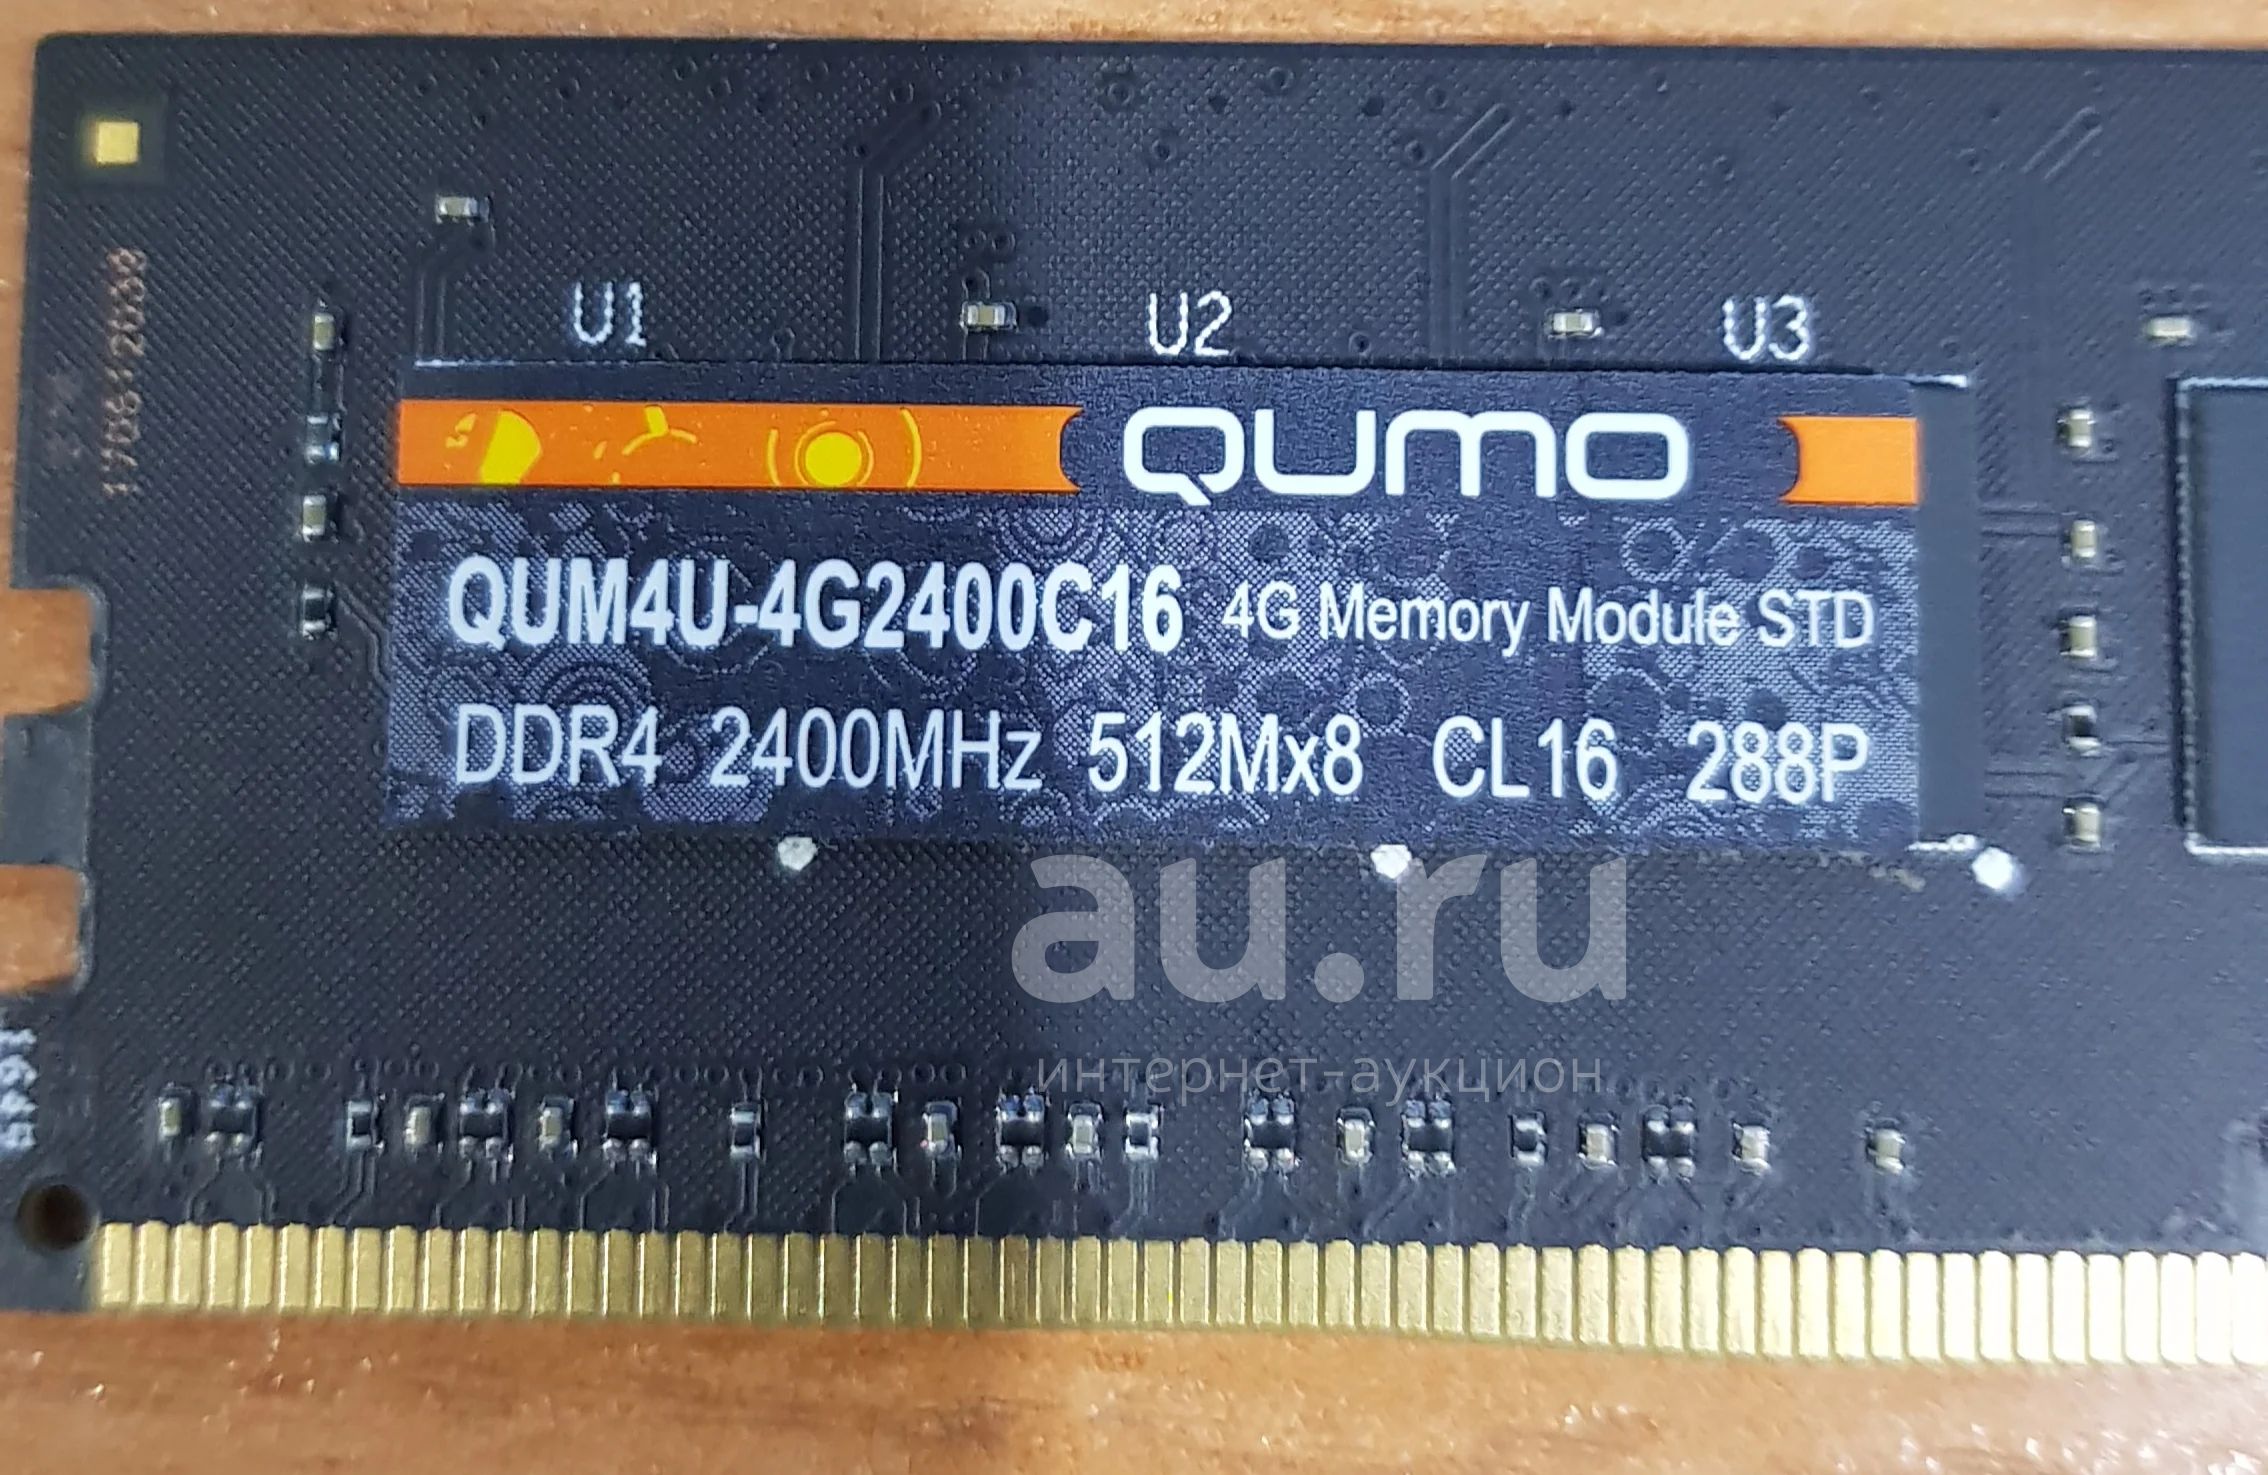 U1 U2 U3
QUMO
QUM4U-4G2400C16 4G Memory Module STD
DDR4 2400MHz 512Mx8 CL16 288P
au.ru
интернет-аукцион